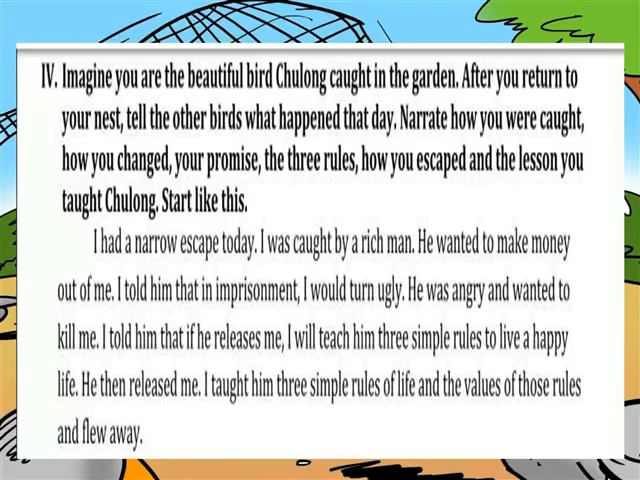 IV. Imagine you are the beautiful bird Chulong caught in the garden. After you return to
your nest, tell the other birds what happened that day. Narrate how you were caught,
how you changed, your promise, the three rules, how you escaped and the lesson you
taught Chulong. Start like this.
I had a narrow escape today. I was caught by a rich man. He wanted to make money
out of me. I told him that in imprisonment, I would turn ugly. He was angry and wanted to
kill me. I told him that if he releases me, I will teach him three simple rules to live a happy
life. He then released me. I taught him three simple rules of life and the values of those rules
and flew away.